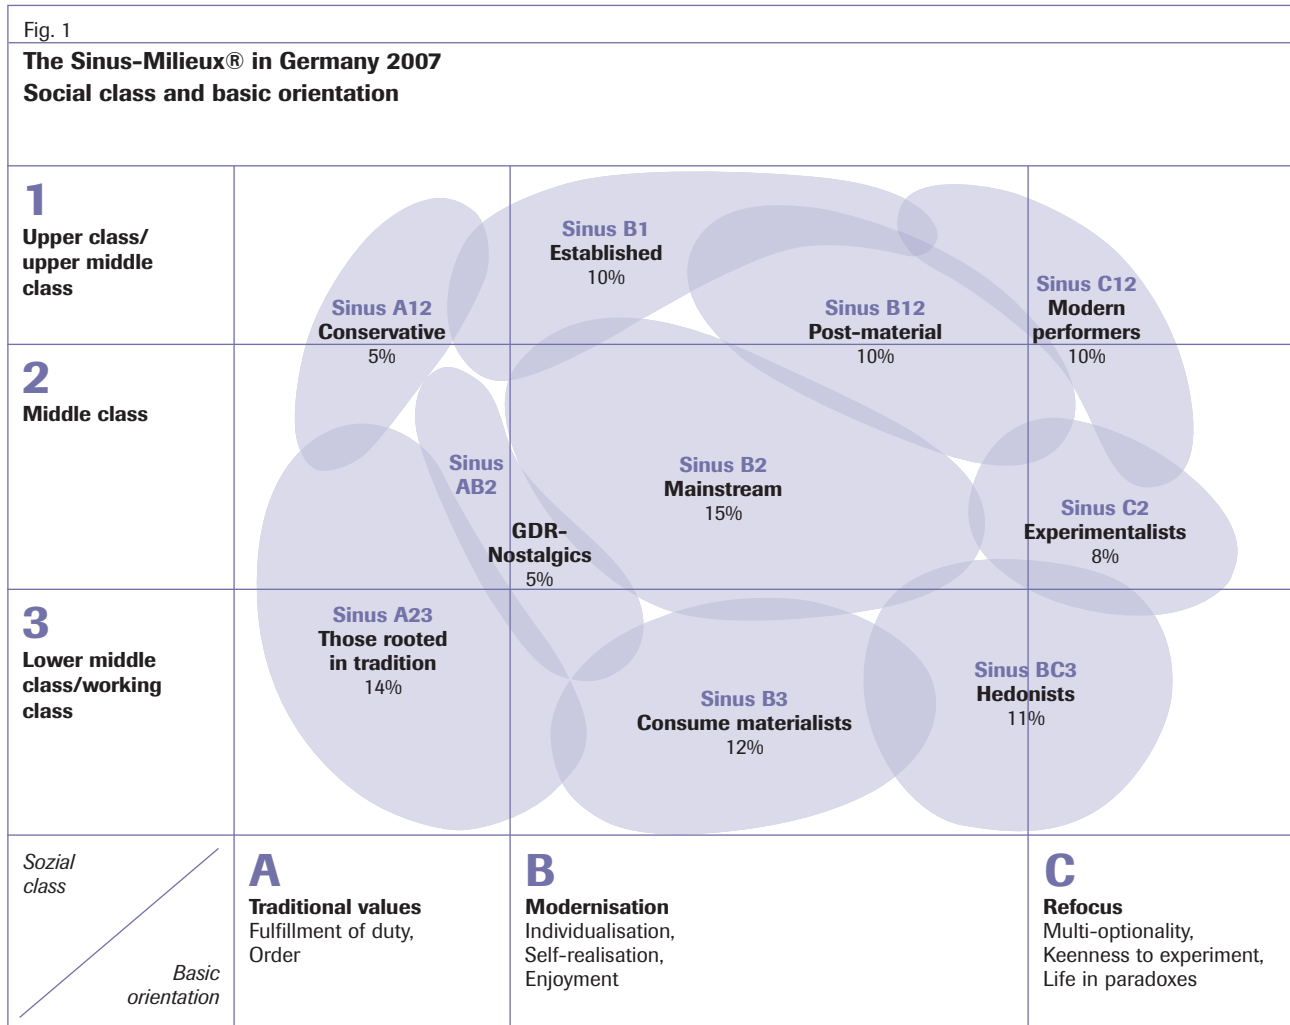 Fig. 1
The Sinus-Milieux® in Germany 2007
Social class and basic orientation
1
Upper class/
upper middle
class
Sinus A12
Conservative
5%
Sinus B1
Established
10%
Sinus B12
Post-material
10%
Sinus C12
Modern
performers
10%
2
Middle class
Sinus
AB2
GDR-
Nostalgics
5%
Sinus B2
Mainstream
15%
Sinus C2
Experimentalists
8%
3
Lower middle
class/working
class
Sinus A23
Those rooted
in tradition
14%
Sinus B3
Consume materialists
12%
Sinus BC3
Hedonists
11%
Sozial
class
Basic
orientation
A
Traditional values
Fulfillment of duty,
Order
B
Modernisation
Individualisation,
Self-realisation,
Enjoyment
C
Refocus
Multi-optionality,
Keenness to experiment,
Life in paradoxes